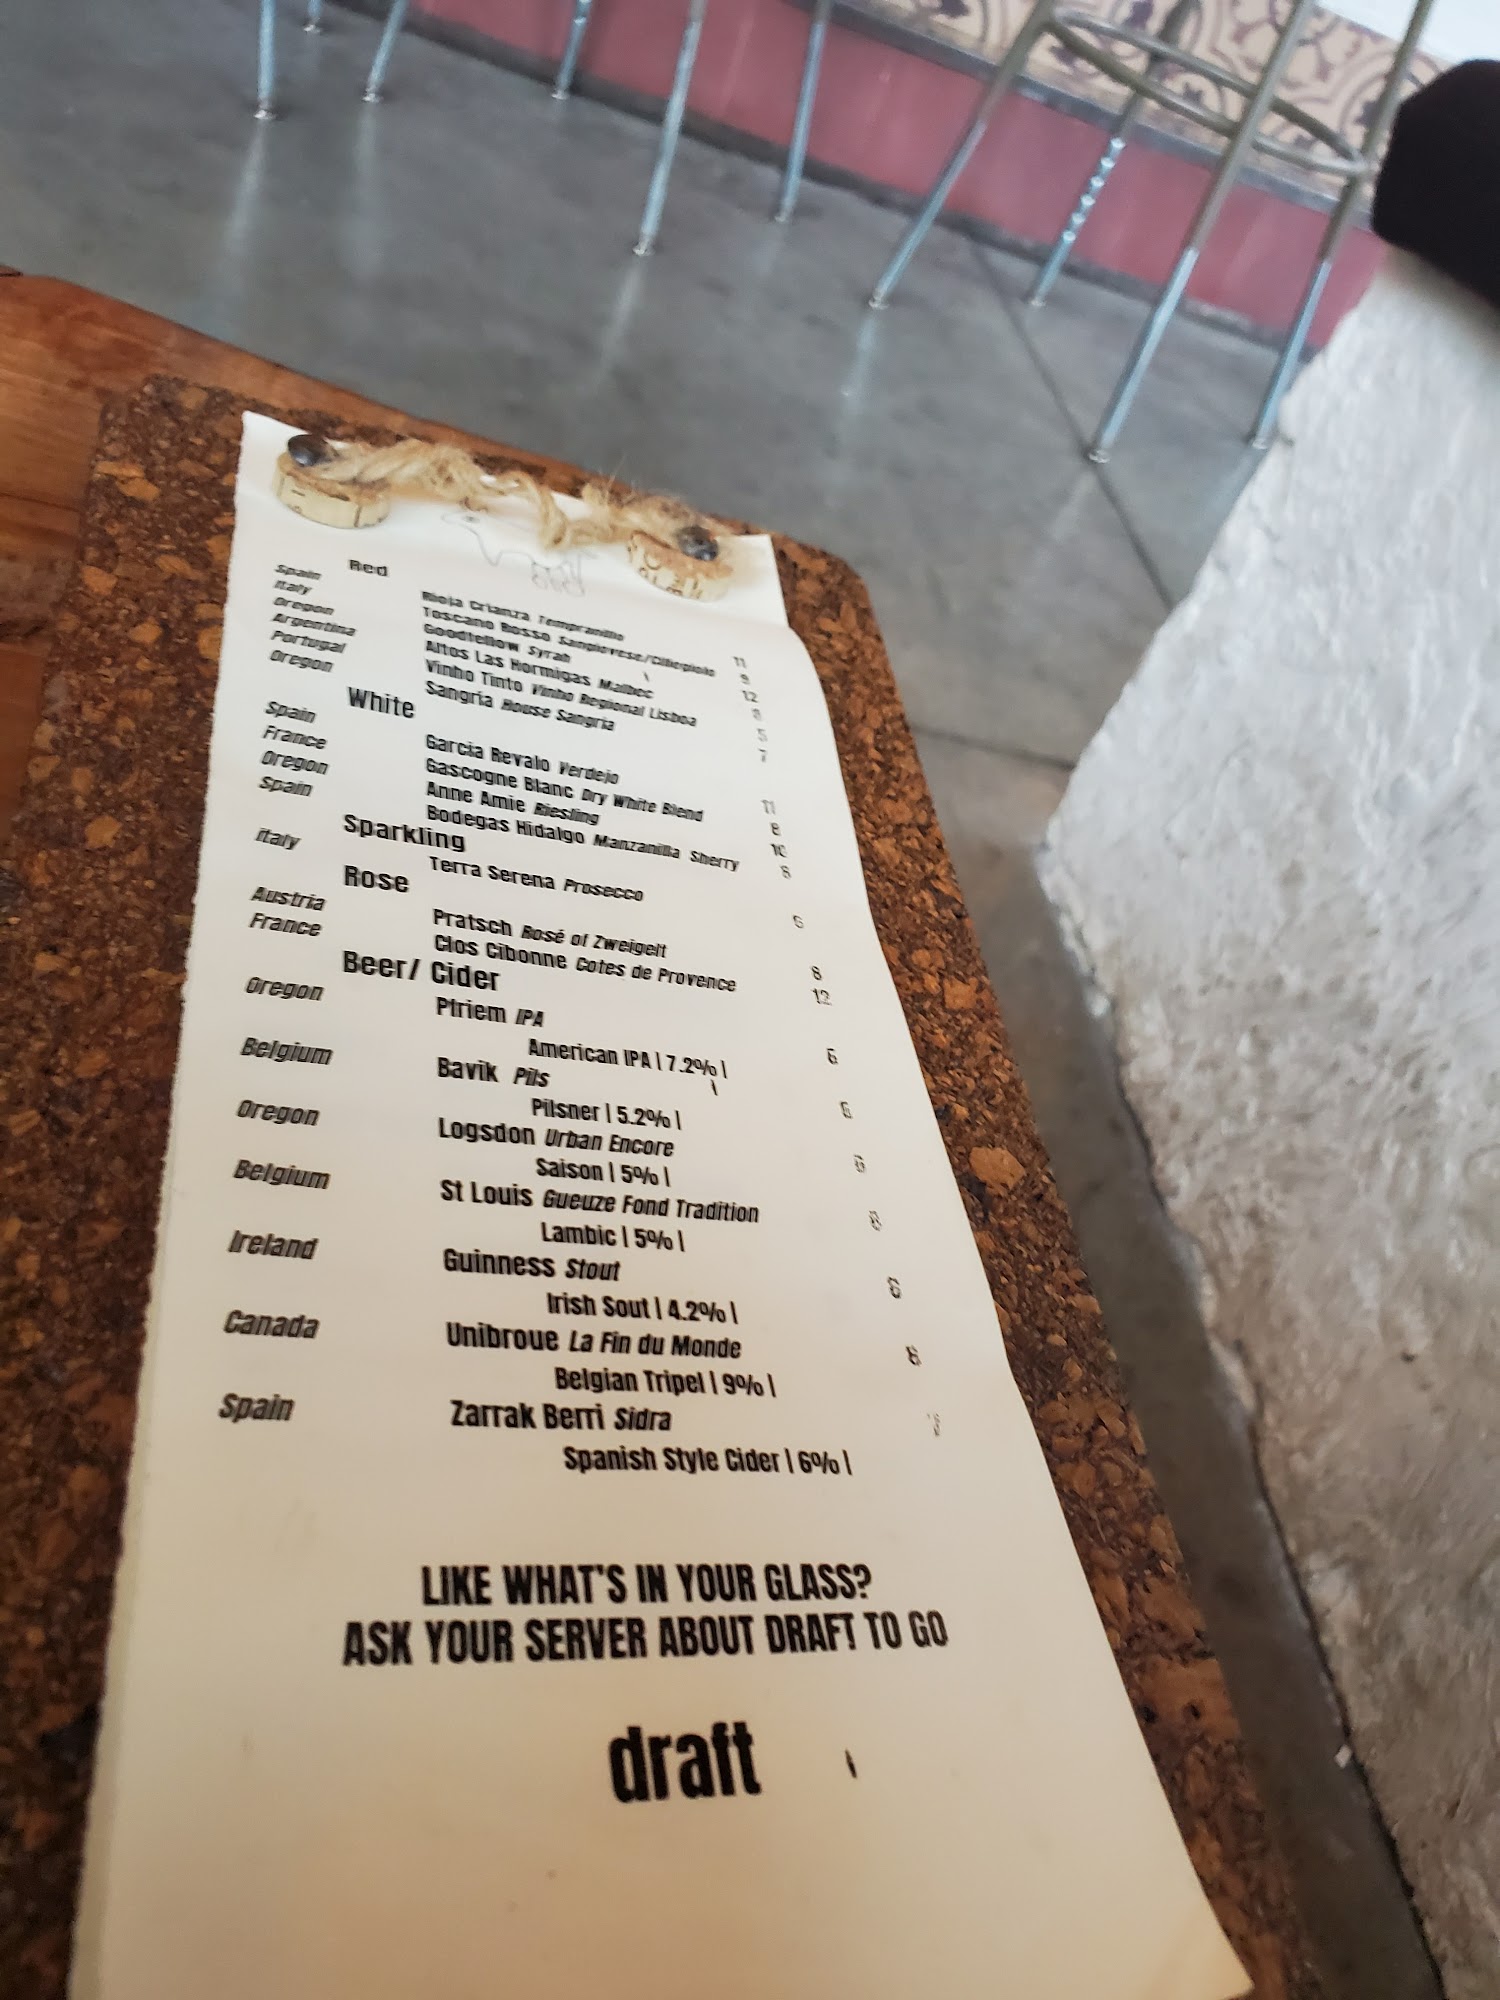 Red
Spain Rioja Crianza Tempranillo 11
Italy Toscano Rosso Sangiovese/Ciliegiolo 9
Oregon Goodfellow Syrah 12
Argentina Altos Las Hormigas Malbec
Portugal Vinho Tinto Vinho Regional Lisboa 5
Oregon Sangria House Sangria 7
White
Spain Garcia Revalo Verdejo 11
France Gascogne Blanc Dry White Blend 8
Oregon Anne Amie Riesling 10
Spain Bodegas Hidalgo Manzanilla Sherry 8
Sparkling
Italy Terra Serena Prosecco
Rose
Austria Pratsch Rosé of Zweigelt 8
France Clos Cibonne Cotes de Provence 12
Beer/ Cider
Oregon Pfriem IPA 6
American IPA | 7.2% |
Belgium Bavik Pils 6
Pilsner | 5.2% |
Oregon Logsdon Urban Encore 6
Saison | 5% |
Belgium St Louis Gueuze Fond Tradition 8
Lambic | 5% |
Ireland Guinness Stout 6
Irish Sout | 4.2% |
Canada Unibroue La Fin du Monde 8
Belgian Tripel | 9% |
Spain Zarrak Berri Sidra
Spanish Style Cider | 6% |
LIKE WHAT'S IN YOUR GLASS?
ASK YOUR SERVER ABOUT DRAFT TO GO
draft